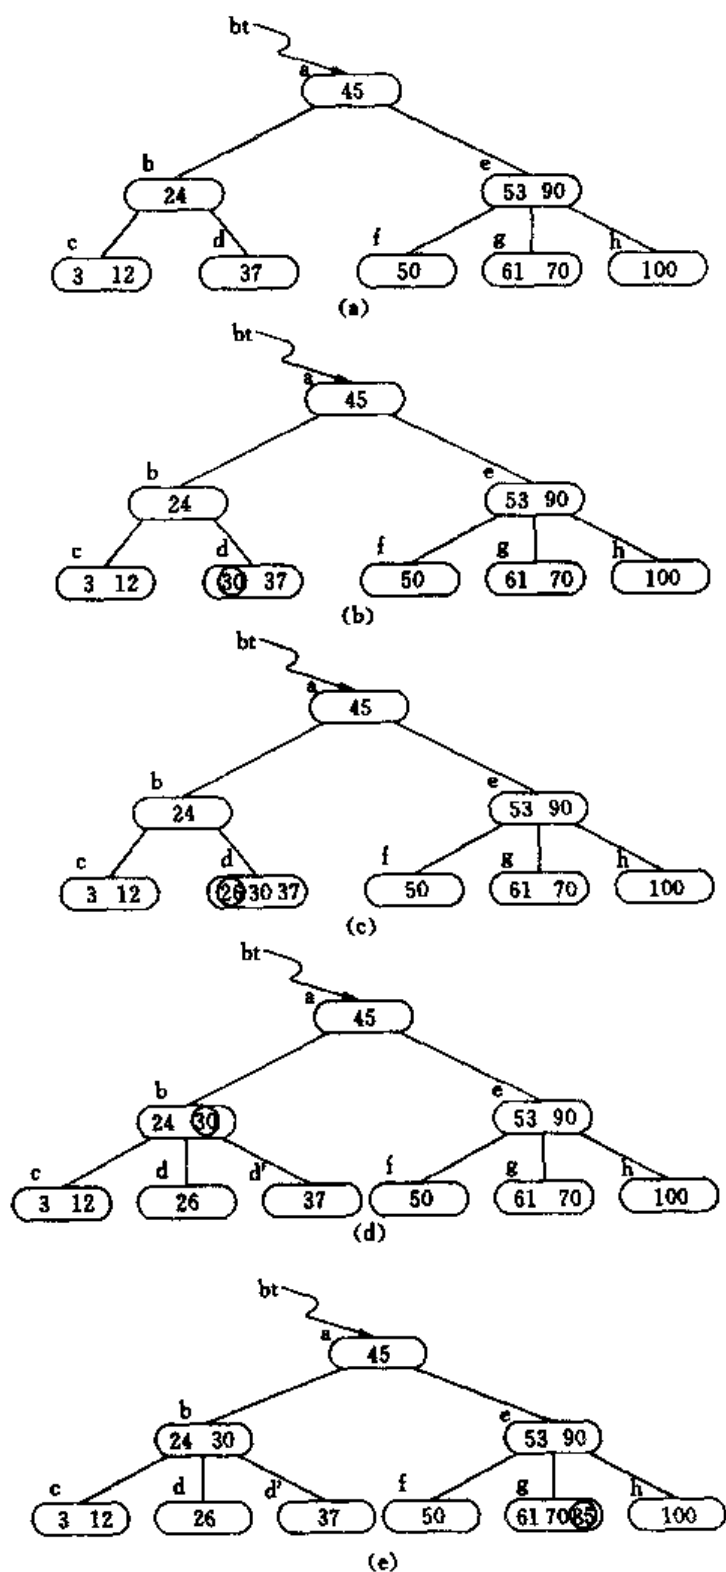 bt
a
45
b e
24 53 90
c d f g h
3 12 37 50 61 70 100
(a)
bt
a
45
b e
24 53 90
c d f g h
3 12 30 37 50 61 70 100
(b)
bt
a
45
b e
24 53 90
c d f g h
3 12 26 30 37 50 61 70 100
(c)
bt
a
45
b e
24 30 53 90
c d d' f g h
3 12 26 37 50 61 70 100
(d)
bt
a
45
b e
24 30 53 90
c d d' f g h
3 12 26 37 50 61 70 85 100
(e)